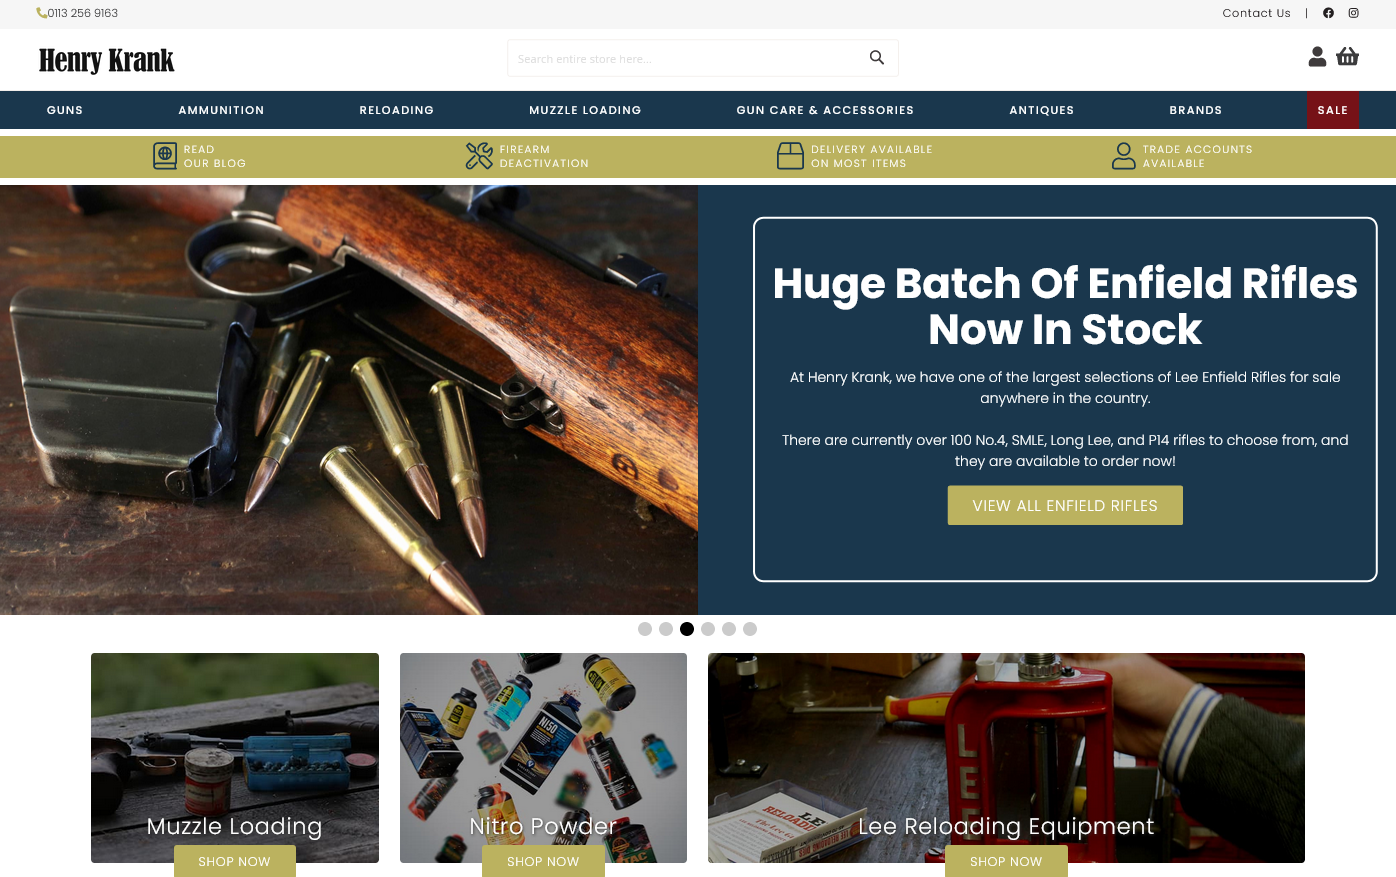 0113 256 9163
Contact Us |
Henry Krank
Search entire store here...
GUNS
AMMUNITION
RELOADING
MUZZLE LOADING
GUN CARE & ACCESSORIES
ANTIQUES
BRANDS
SALE
READ
OUR BLOG
FIREARM
DEACTIVATION
DELIVERY AVAILABLE
ON MOST ITEMS
TRADE ACCOUNTS
AVAILABLE
Huge Batch Of Enfield Rifles
Now In Stock
At Henry Krank, we have one of the largest selections of Lee Enfield Rifles for sale
anywhere in the country.
There are currently over 100 No.4, SMLE, Long Lee, and P14 rifles to choose from, and
they are available to order now!
VIEW ALL ENFIELD RIFLES
Muzzle Loading
SHOP NOW
N150
Nitro Powder
SHOP NOW
LEE
RELOADE
LEE
Lee Reloading Equipment
SHOP NOW